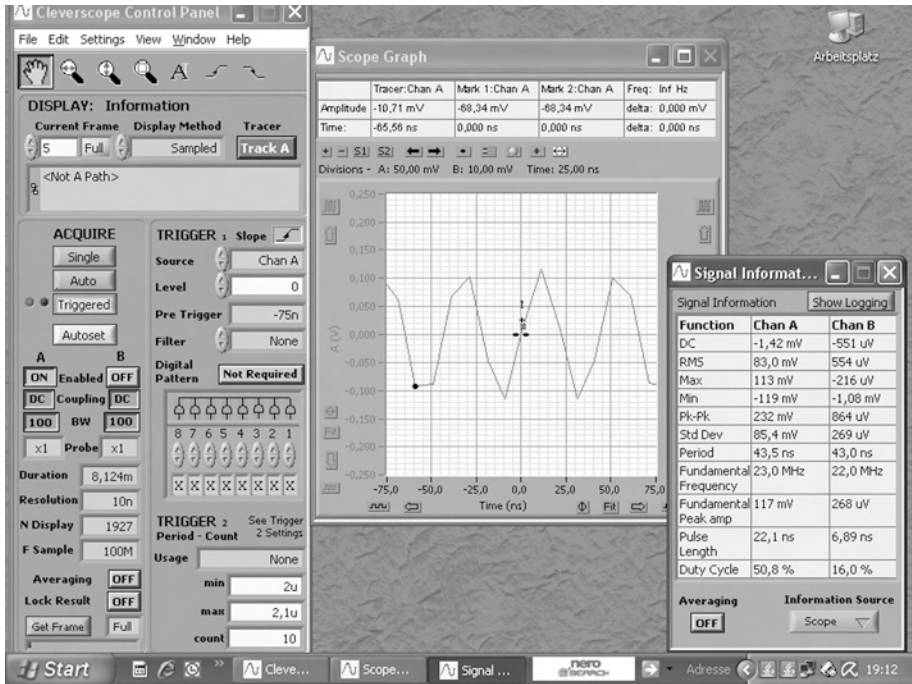 Cleverscope Control Panel
File Edit Settings View Window Help
A
DISPLAY: Information
Current Frame Display Method Tracer
5 Full Sampled Track A
<Not A Path>
ACQUIRE
Single
Auto
Triggered
Autoset
A B
ON Enabled OFF
DC Coupling DC
100 BW 100
x1 Probe x1
Duration 8,124m
Resolution 10n
N Display 1927
F Sample 100M
Averaging OFF
Lock Result OFF
Get Frame Full
TRIGGER 1 Slope
Source Chan A
Level 0
Pre Trigger -75n
Filter None
Digital
Pattern Not Required
8 7 6 5 4 3 2 1
X X X X X X X X
TRIGGER 2 See Trigger
Period - Count 2 Settings
Usage None
min 2u
max 2,1u
count 10
Scope Graph
Tracer:Chan A Mark 1:Chan A Mark 2:Chan A Freq: Inf Hz
Amplitude -10,71 mV -68,34 mV -68,34 mV delta: 0,000 mV
Time: -65,56 ns 0,000 ns 0,000 ns delta: 0,000 ns
S1 S2
Divisions - A: 50,00 mV B: 10,00 mV Time: 25,00 ns
0,250
0,200
0,150
0,100
0,050
0,000
-0,050
-0,100
-0,150
-0,200
-0,250
A (V)
-75,0 -50,0 -25,0 0,0 25,0 50,0 75,0
Time (ns)
Fit
Fit
Arbeitsplatz
Signal Informat...
Signal Information Show Logging
Function Chan A Chan B
DC -1,42 mV -551 uV
RMS 83,0 mV 554 uV
Max 113 mV -216 uV
Min -119 mV -1,08 mV
Pk-Pk 232 mV 864 uV
Std Dev 85,4 mV 269 uV
Period 43,5 ns 43,0 ns
Fundamental Frequency 23,0 MHz 22,0 MHz
Fundamental Peak amp 117 mV 268 uV
Pulse Length 22,1 ns 6,89 ns
Duty Cycle 50,8 % 16,0 %
Averaging Information Source
OFF Scope
Start Cleve... Scope... Signal ... nero SEARCH Adresse 19:12